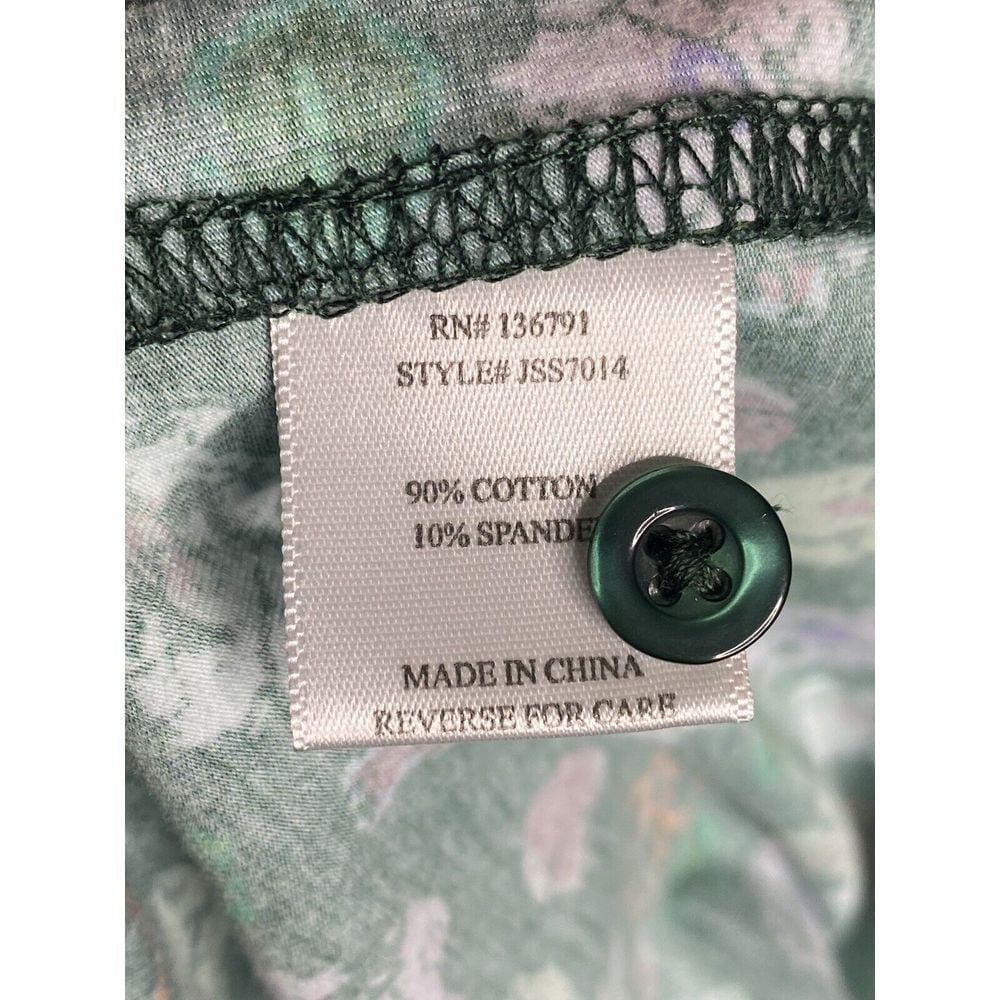 RN# 136791
STYLE# JSS7014
90% COTTON
10% SPANDE
MADE IN CHINA
REVERSE FOR CARE